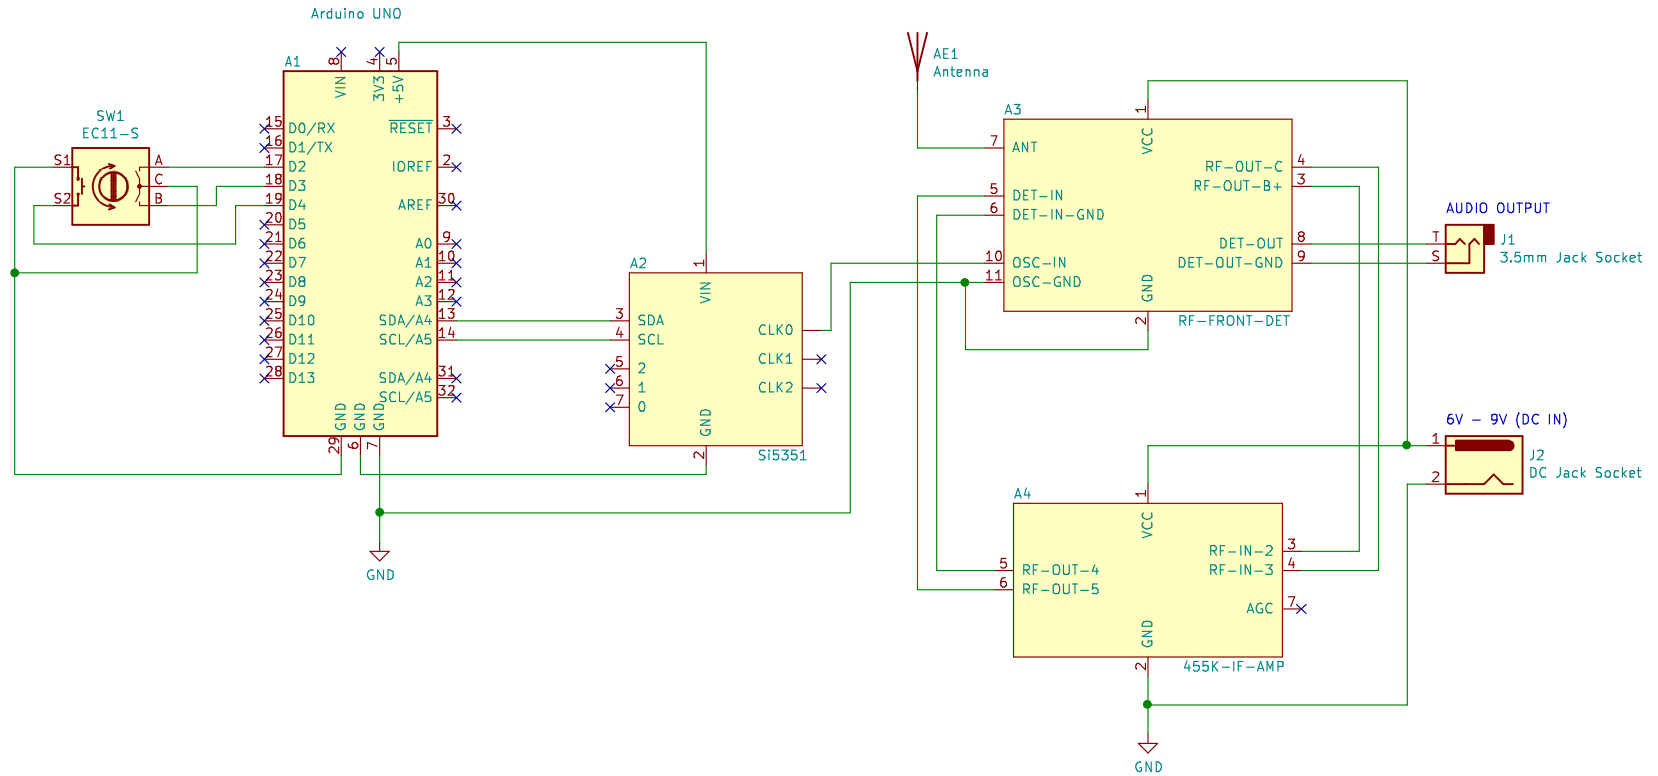 Arduino UNO
A1
8
4
5
VIN
3V3
+5V
SW1
EC11-S
S1
S2
A
C
B
15 D0/RX
16 D1/TX
17 D2
18 D3
19 D4
20 D5
21 D6
22 D7
23 D8
24 D9
25 D10
26 D11
27 D12
28 D13
RESET 3
IOREF 2
AREF 30
A0 9
A1 10
A2 11
A3 12
SDA/A4 13
SCL/A5 14
SDA/A4 31
SCL/A5 32
GND
GND
GND
29
6
7
GND
A2
1
VIN
3 SDA
4 SCL
5 2
6 1
7 0
CLK0
CLK1
CLK2
GND
2
Si5351
AE1
Antenna
A3
1
VCC
7 ANT
5 DET-IN
6 DET-IN-GND
10 OSC-IN
11 OSC-GND
RF-OUT-C 4
RF-OUT-B+ 3
DET-OUT 8
DET-OUT-GND 9
GND
2
RF-FRONT-DET
AUDIO OUTPUT
T
S
J1
3.5mm Jack Socket
6V - 9V (DC IN)
1
2
J2
DC Jack Socket
A4
1
VCC
5 RF-OUT-4
6 RF-OUT-5
RF-IN-2 3
RF-IN-3 4
AGC 7
GND
2
455K-IF-AMP
GND